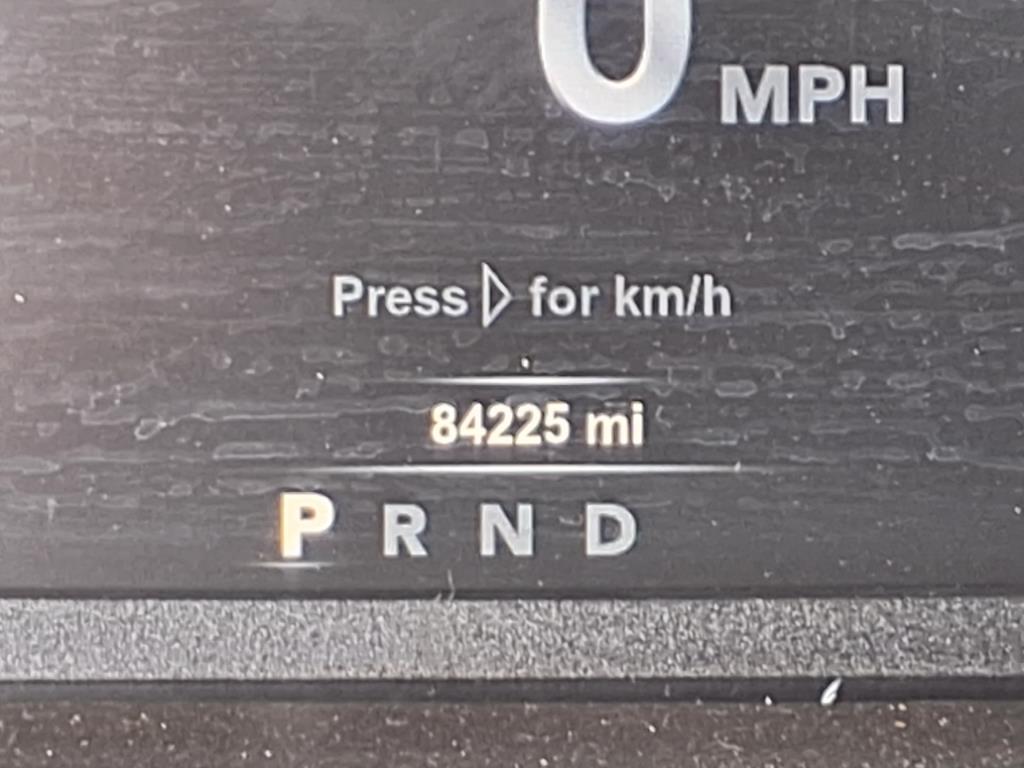 0 MPH
Press ▷ for km/h
84225 mi
P R N D